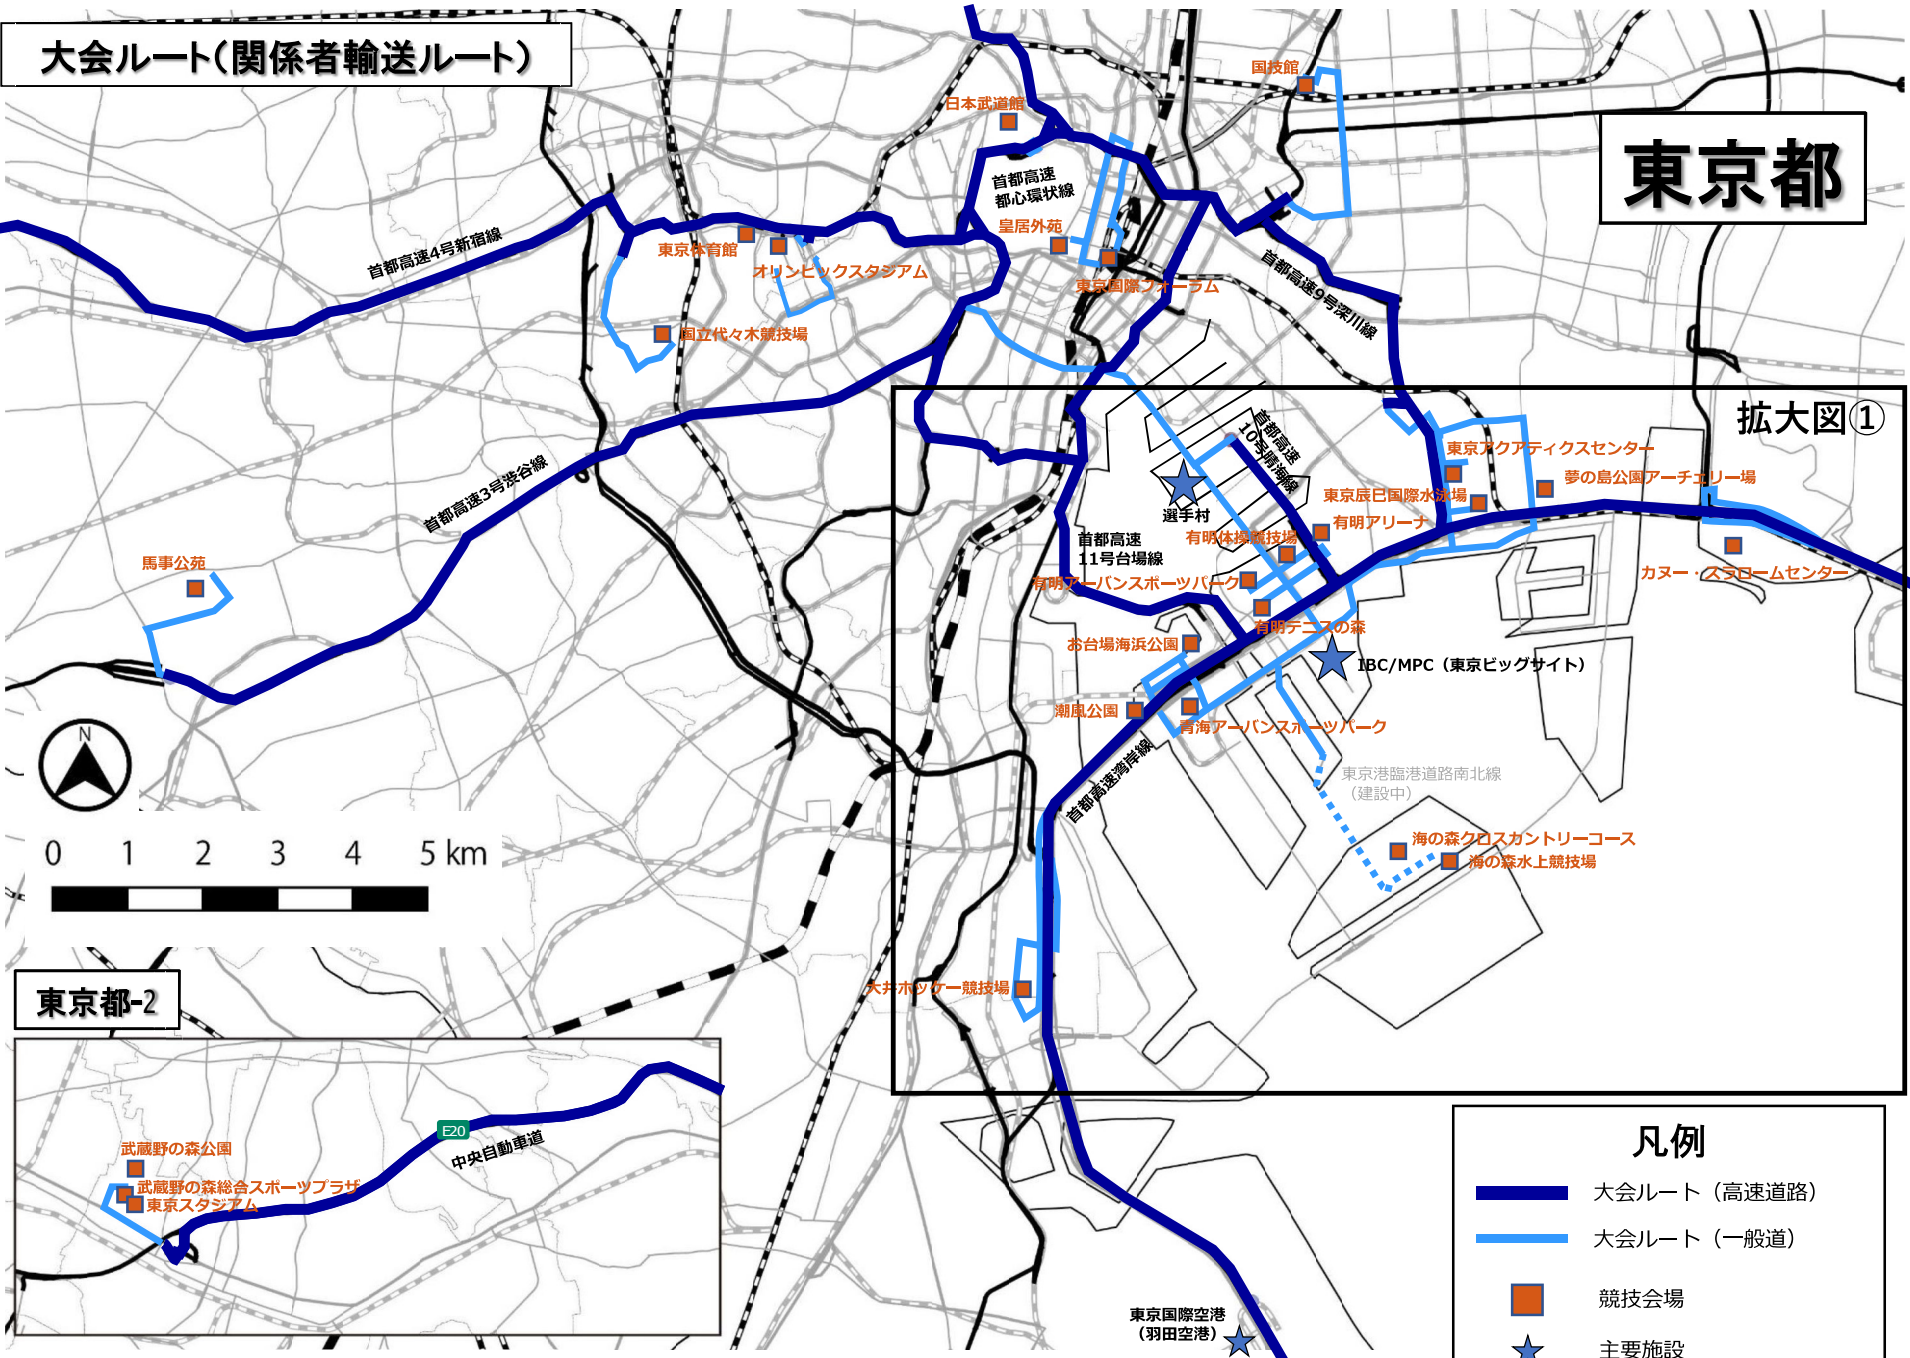 大会ルート(関係者輸送ルート)
東京都
国技館
日本武道館
首都高速
都心環状線
皇居外苑
首都高速4号新宿線
東京体育館
オリンピックスタジアム
東京国際フォーラム
首都高速9号深川線
国立代々木競技場
拡大図①
首都高速
10号晴海線
東京アクアティクスセンター
夢の島公園アーチェリー場
首都高速3号渋谷線
東京辰巳国際水泳場
選手村
有明アリーナ
首都高速
11号台場線
有明体操競技場
馬事公苑
有明アーバンスポーツパーク
カヌー・スラロームセンター
有明テニスの森
お台場海浜公園
IBC/MPC(東京ビッグサイト)
潮風公園
青海アーバンスポーツパーク
首都高速湾岸線
東京港臨港道路南北線
(建設中)
海の森クロスカントリーコース
海の森水上競技場
N
0 1 2 3 4 5 km
大井ホッケー競技場
東京都-2
E20
中央自動車道
武蔵野の森公園
武蔵野の森総合スポーツプラザ
東京スタジアム
東京国際空港
(羽田空港)
凡例
大会ルート(高速道路)
大会ルート(一般道)
競技会場
主要施設